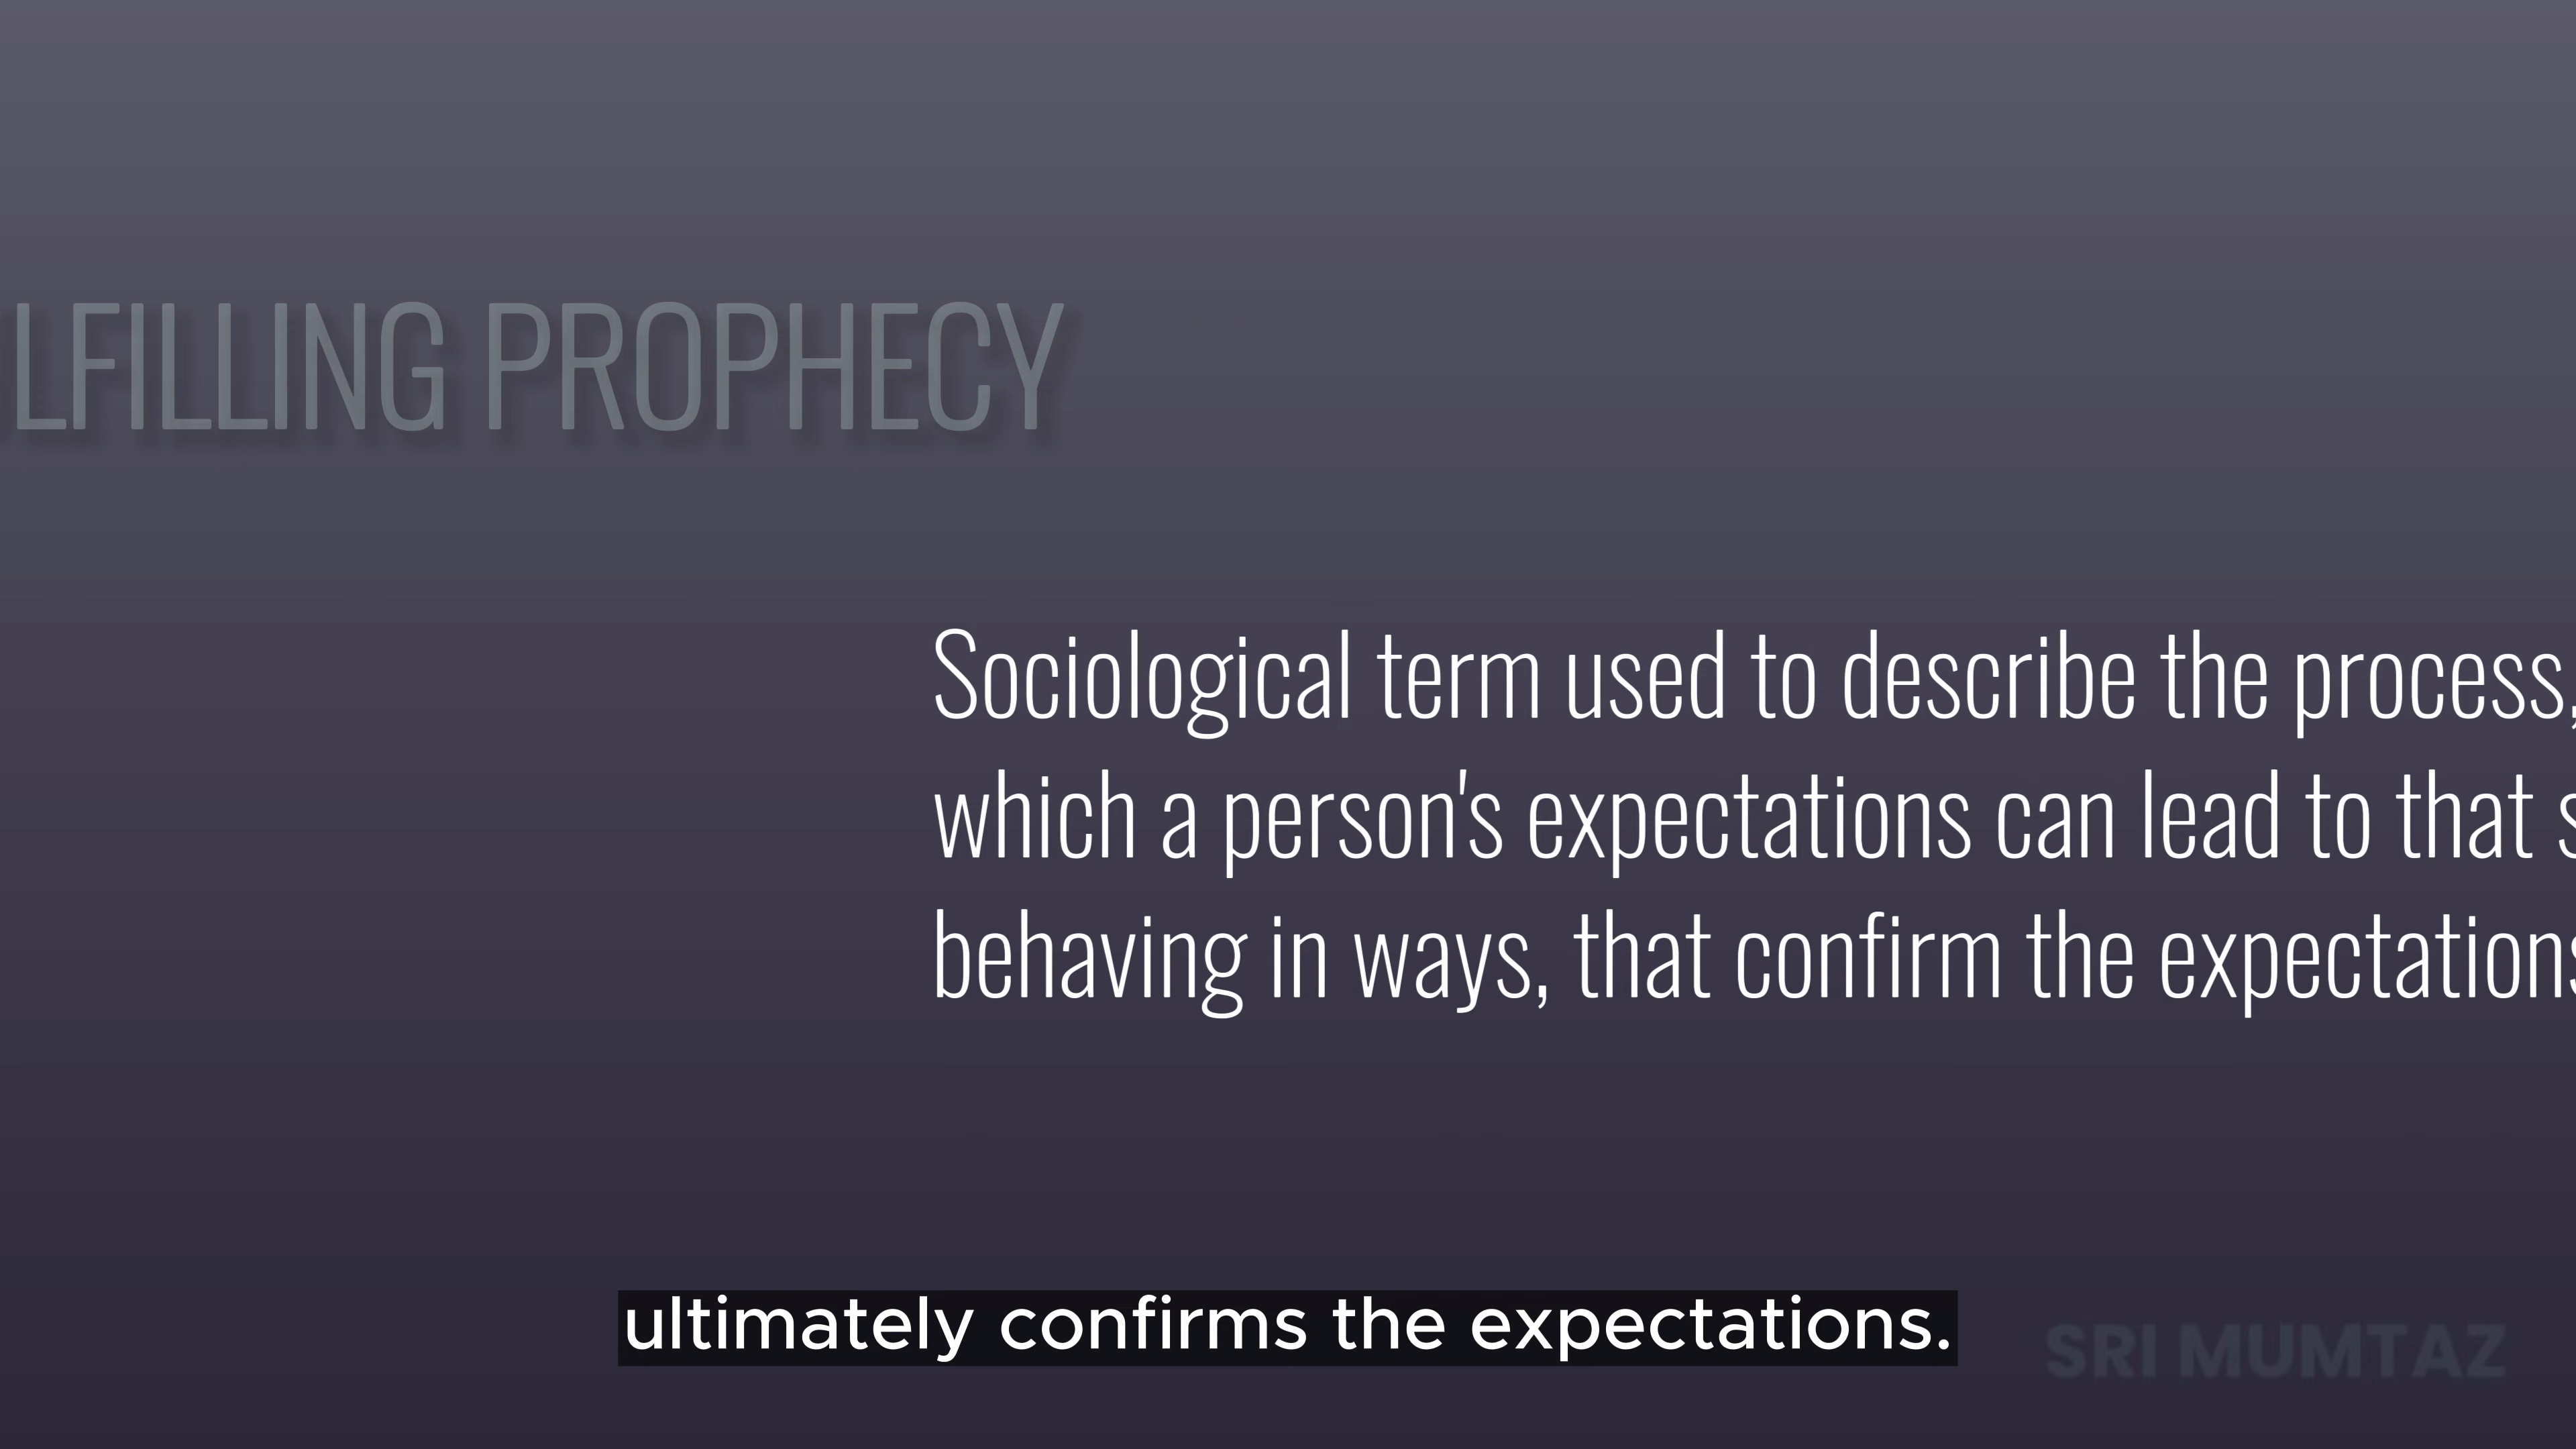 LFILLING PROPHECY
Sociological term used to describe the process,
which a person's expectations can lead to that
behaving in ways, that confirm the expectations
ultimately confirms the expectations.
SRI MUMTAZ